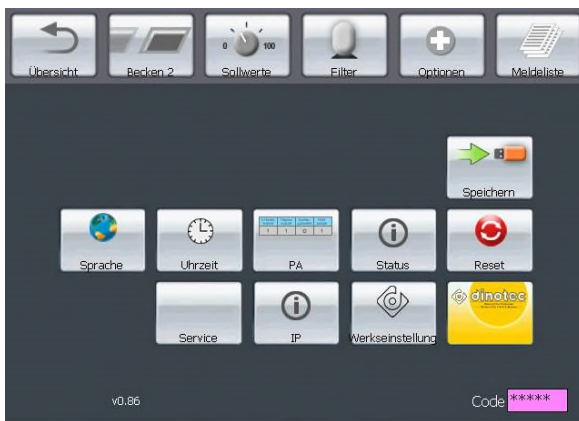 0 100
Übersicht Becken 2 Sollwerte Filter Optionen Meldeliste
Speichern
1 1 0 1
Sprache Uhrzeit PA Status Reset
dinotec
Service IP Werkseinstellung
v0.86 Code *****